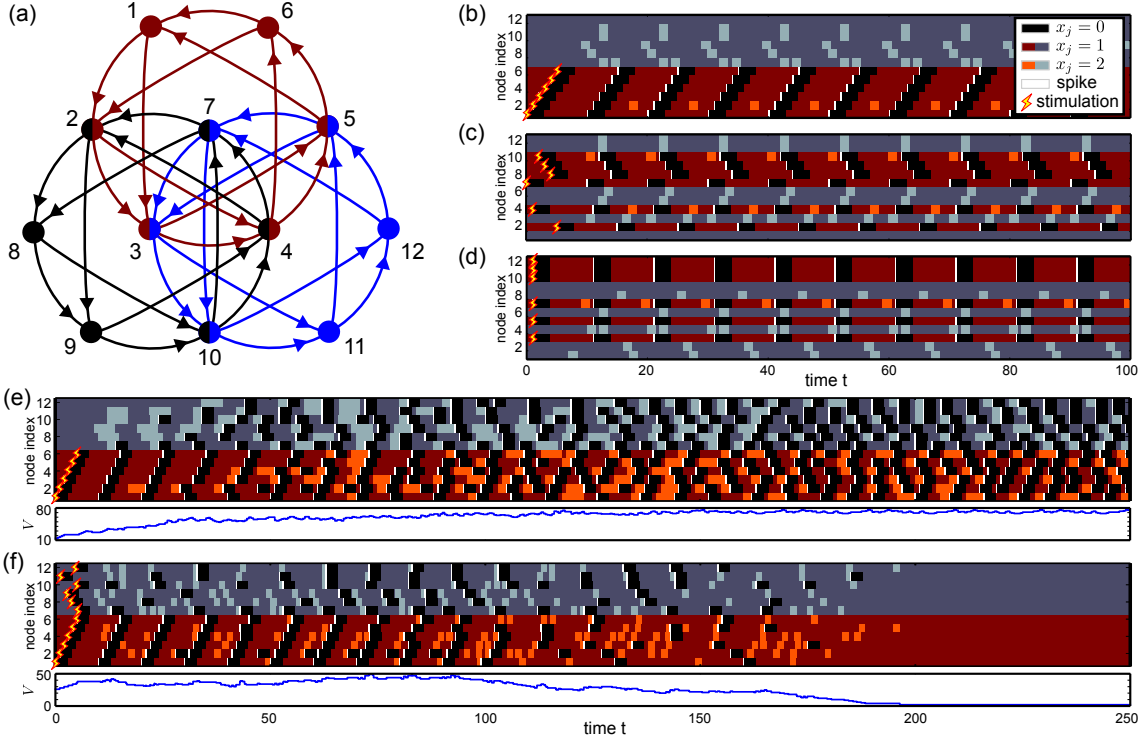 (a)
1
6
2
7
5
8
3
4
12
9
10
11
(b)
node index
12
10
8
6
4
2
x_j = 0
x_j = 1
x_j = 2
spike
stimulation
(c)
node index
12
10
8
6
4
2
(d)
node index
12
10
8
6
4
2
0
20
40
60
80
100
time t
(e)
node index
12
10
8
6
4
2
V
80
10
(f)
node index
12
10
8
6
4
2
V
50
0
0
50
100
150
200
250
time t